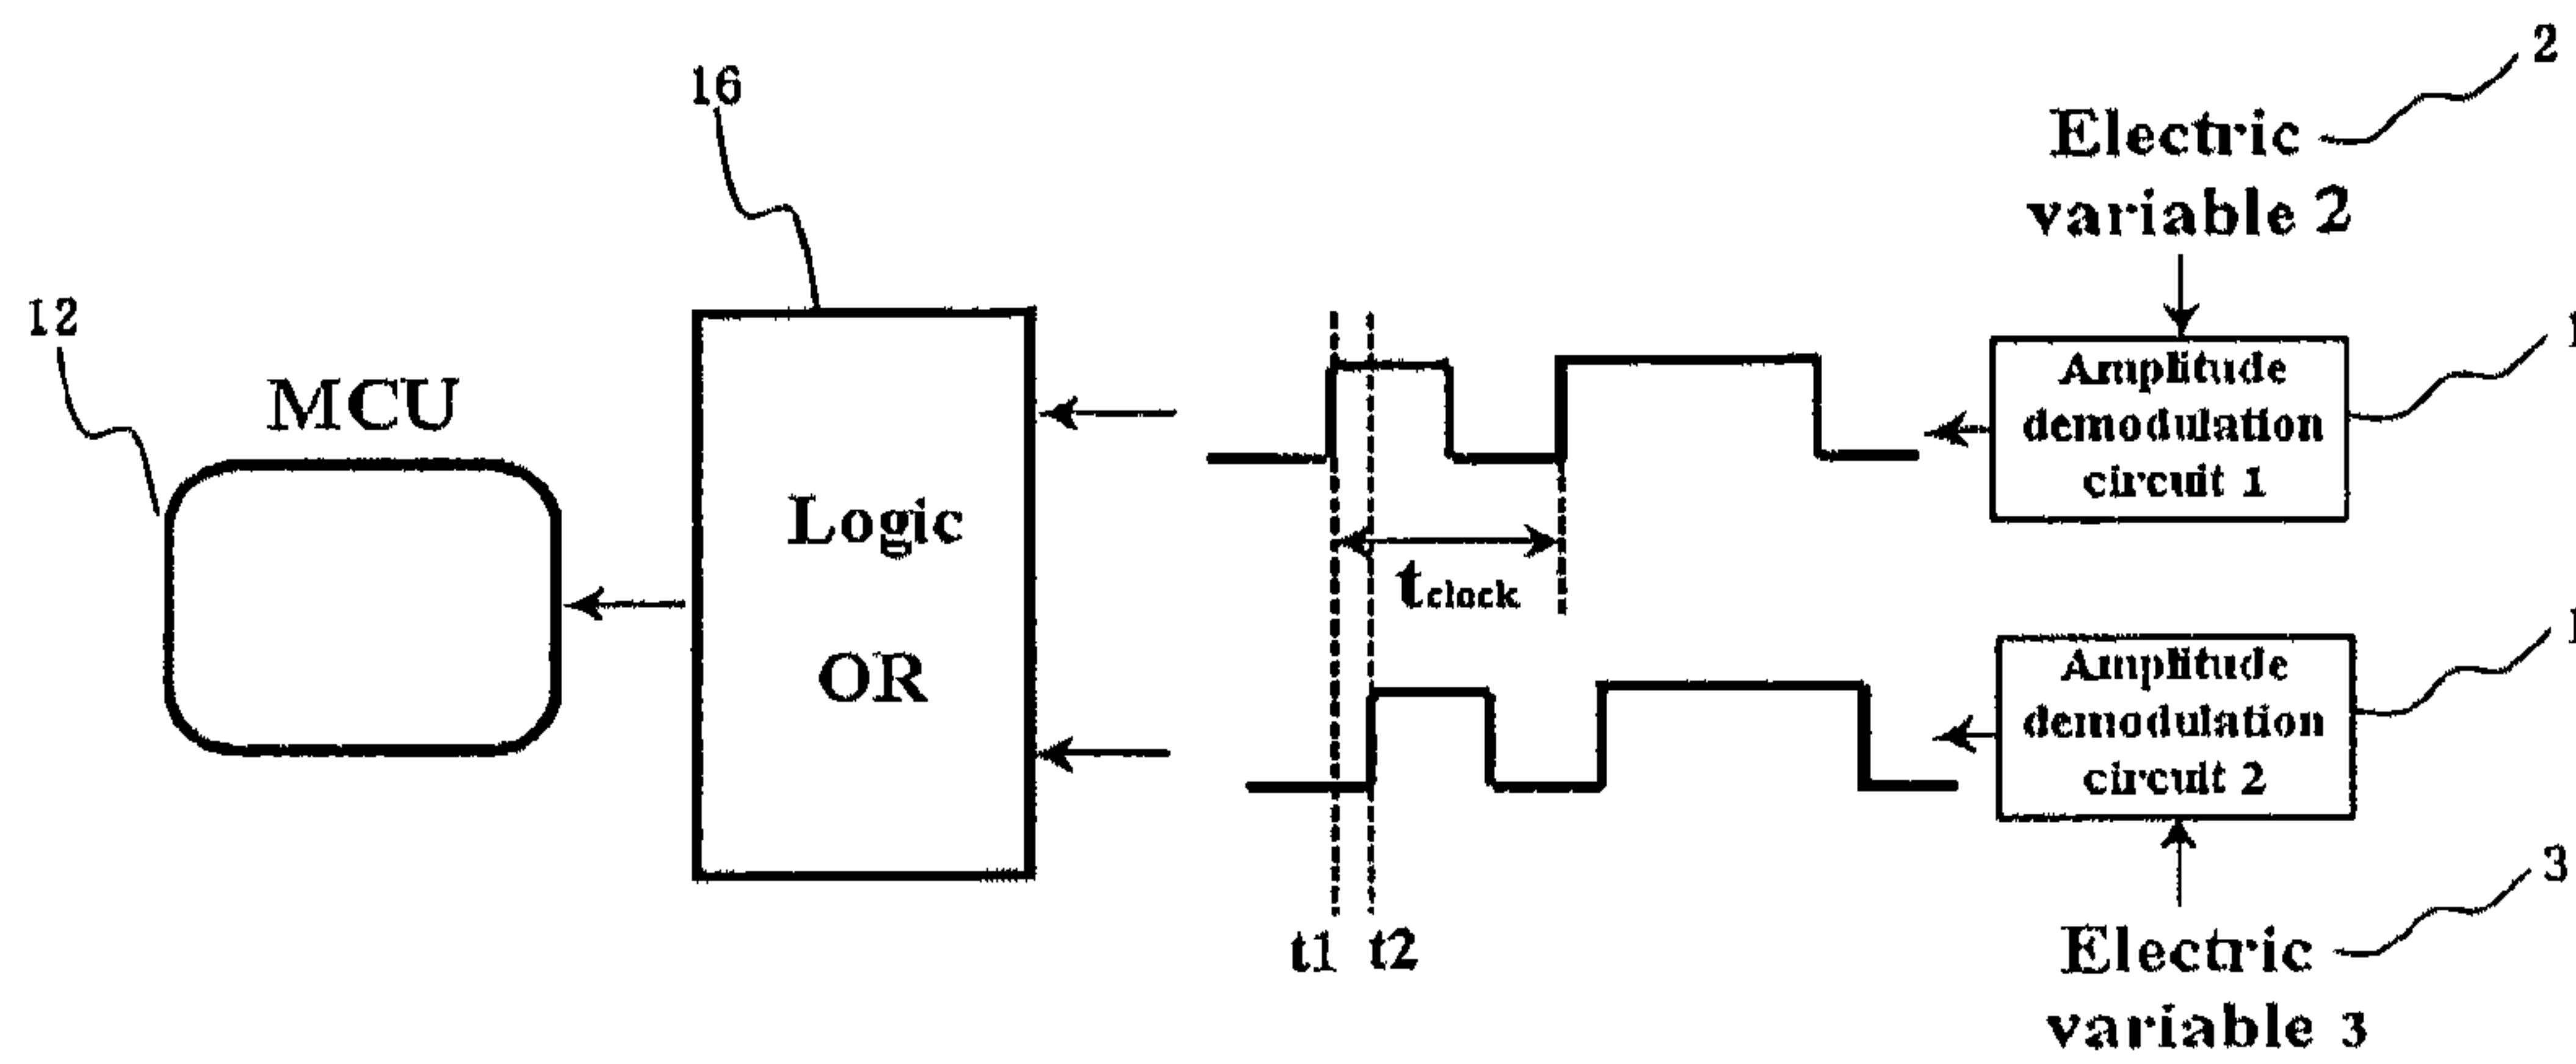 2
Electric
variable 2
16
12
MCU
Logic
OR
Amplitude
demodulation
circuit 1
tclock
Amplitude
demodulation
circuit 2
t1 t2
3
Electric
variable 3